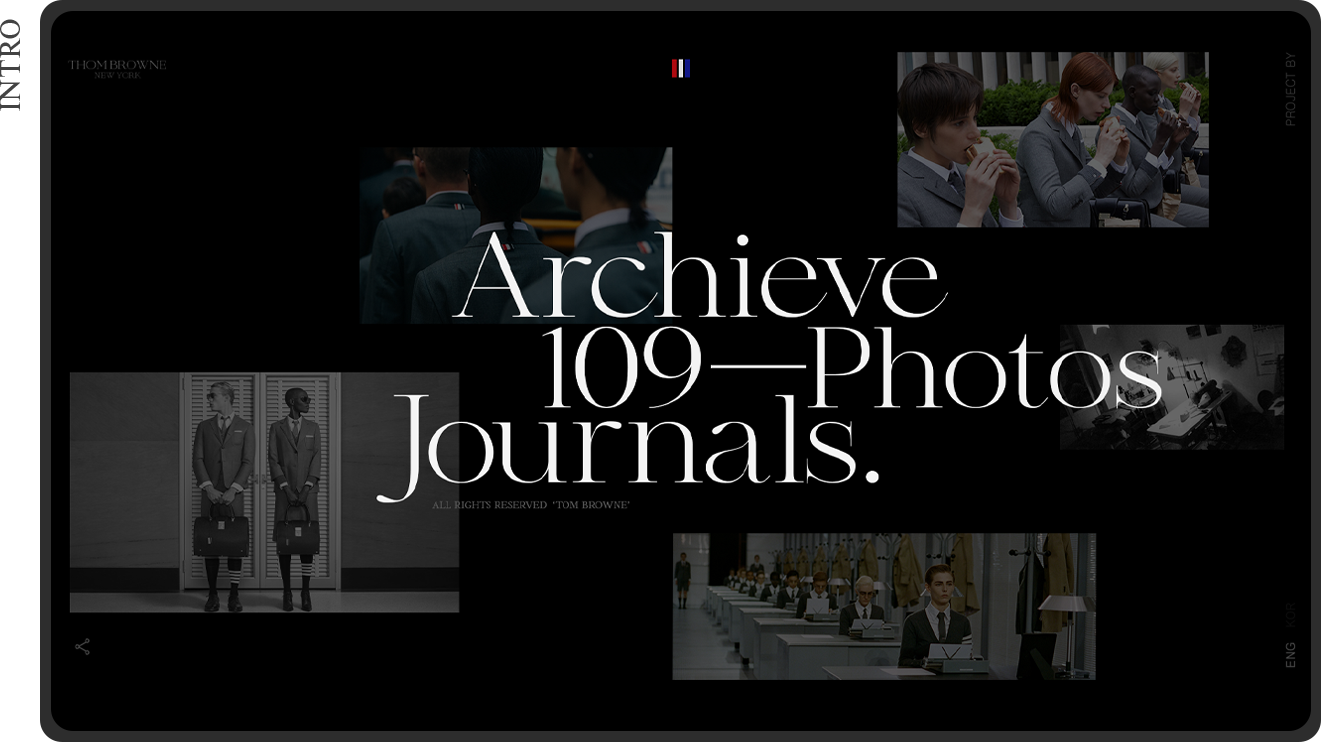 INTRO
THOM BROWNE
NEW YORK
PROJECT BY
Archieve
109—Photos
Journals.
ALL RIGHTS RESERVED "TOM BROWNE"
KOR
ENG